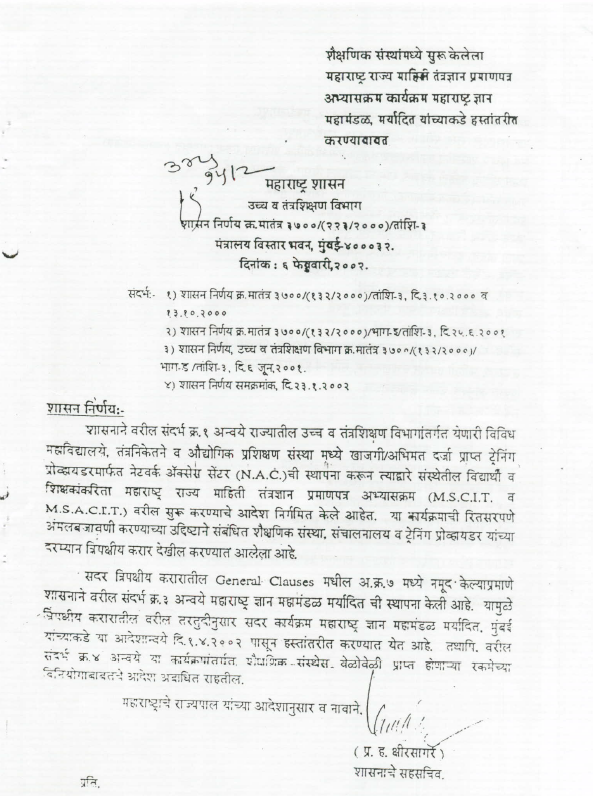 शैक्षणिक संस्थांमध्ये सुरू केलेला
महाराष्ट्र राज्य माहिती तंत्रज्ञान प्रमाणपत्र
अभ्यासक्रम कार्यक्रम महाराष्ट्र ज्ञान
महामंडळ, मर्यादित यांच्याकडे हस्तांतरीत
करण्याबाबत
महाराष्ट्र शासन
उच्च व तंत्रशिक्षण विभाग
शासन निर्णय क्र.मातंत्र ३७००/(२२३/२०००)/तांशि-३
मंत्रालय विस्तार भवन, मुंबई-४०००३२.
दिनांक : ६ फेब्रुवारी,२००२.
संदर्भ:- १) शासन निर्णय क्र.मातंत्र ३७००/(१३२/२०००)/तांशि-३, दि.३.१०.२००० व
१३.१०.२०००
२) शासन निर्णय क्र.मातंत्र ३७००/(१३२/२०००)/भाग-इ/तांशि-३, दि.२५.६.२००१
३) शासन निर्णय, उच्च व तंत्रशिक्षण विभाग क्र.मातंत्र ३७००/(१३२/२०००)/
भाग-ड /तांशि-३, दि.६ जून,२००१.
४) शासन निर्णय समक्रमांक, दि.२३.१.२००२
शासन निर्णय:-
शासनाने वरील संदर्भ क्र.१ अन्वये राज्यातील उच्च व तंत्रशिक्षण विभागांतर्गत येणारी विविध
महाविद्यालये, तंत्रनिकेतने व औद्योगिक प्रशिक्षण संस्था मध्ये खाजगी/अभिमत दर्जा प्राप्त ट्रेनिंग
प्रोव्हायडरमार्फत नेटवर्क ॲक्सेस सेंटर (N.A.C.)ची स्थापना करून त्याद्वारे संस्थेतील विद्यार्थी व
शिक्षकांकरिता महाराष्ट्र राज्य माहिती तंत्रज्ञान प्रमाणपत्र अभ्यासक्रम (M.S.C.I.T. व
M.S.A.C.I.T.) वरील सुरू करण्याचे आदेश निर्गमित केले आहेत. या कार्यक्रमाची रितसरपणे
अंमलबजावणी करण्याच्या उद्दिष्टाने संबंधित शैक्षणिक संस्था, संचालनालय व ट्रेनिंग प्रोव्हायडर यांच्या
दरम्यान त्रिपक्षीय करार देखील करण्यात आलेला आहे.
सदर त्रिपक्षीय करारातील General Clauses मधील अ.क्र.७ मध्ये नमूद केल्याप्रमाणे
शासनाने वरील संदर्भ क्र.३ अन्वये महाराष्ट्र ज्ञान महामंडळ मर्यादित ची स्थापना केली आहे. यामुळे
त्रिपक्षीय करारातील वरील तरतुदीनुसार सदर कार्यक्रम महाराष्ट्र ज्ञान महामंडळ मर्यादित, मुंबई
यांच्याकडे या आदेशान्वये दि.१.४.२००२ पासून हस्तांतरीत करण्यात येत आहे. तथापि, वरील
संदर्भ क्र.४ अन्वये या कार्यक्रमांतर्गत शैक्षणिक संस्थेस वेळोवेळी प्राप्त होणाऱ्या रकमेच्या
विनियोगाबाबतचे आदेश अबाधित राहतील.
महाराष्ट्राचे राज्यपाल यांच्या आदेशानुसार व नावाने.
( प्र. ह. क्षीरसागर )
शासनाचे सहसचिव.
प्रति,